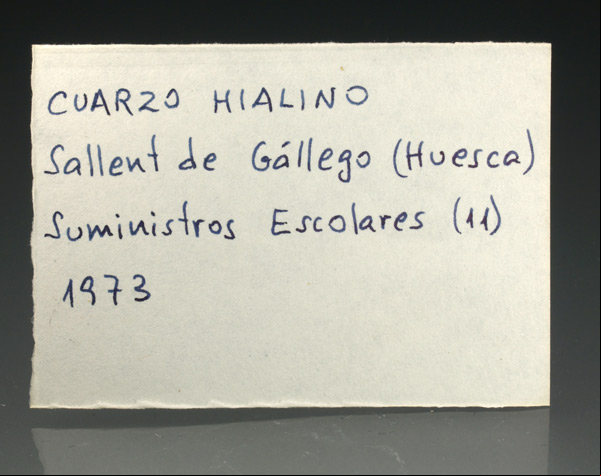 CUARZO HIALINO
Sallent de Gállego (Huesca)
Suministros Escolares (11)
1973